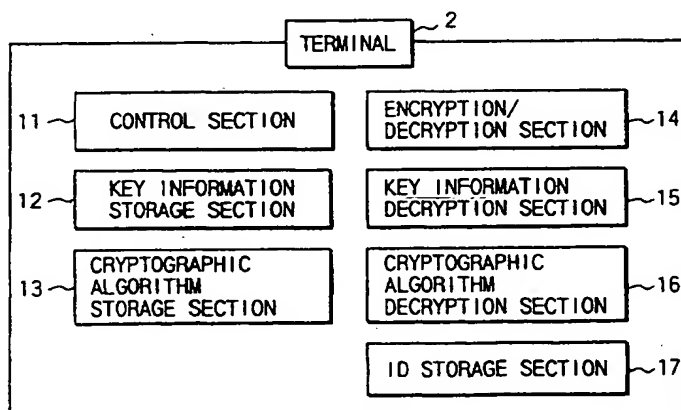 2
TERMINAL
11
CONTROL SECTION
ENCRYPTION/
DECRYPTION SECTION
14
12
KEY INFORMATION
STORAGE SECTION
KEY INFORMATION
DECRYPTION SECTION
15
13
CRYPTOGRAPHIC
ALGORITHM
STORAGE SECTION
CRYPTOGRAPHIC
ALGORITHM
DECRYPTION SECTION
16
ID STORAGE SECTION
17